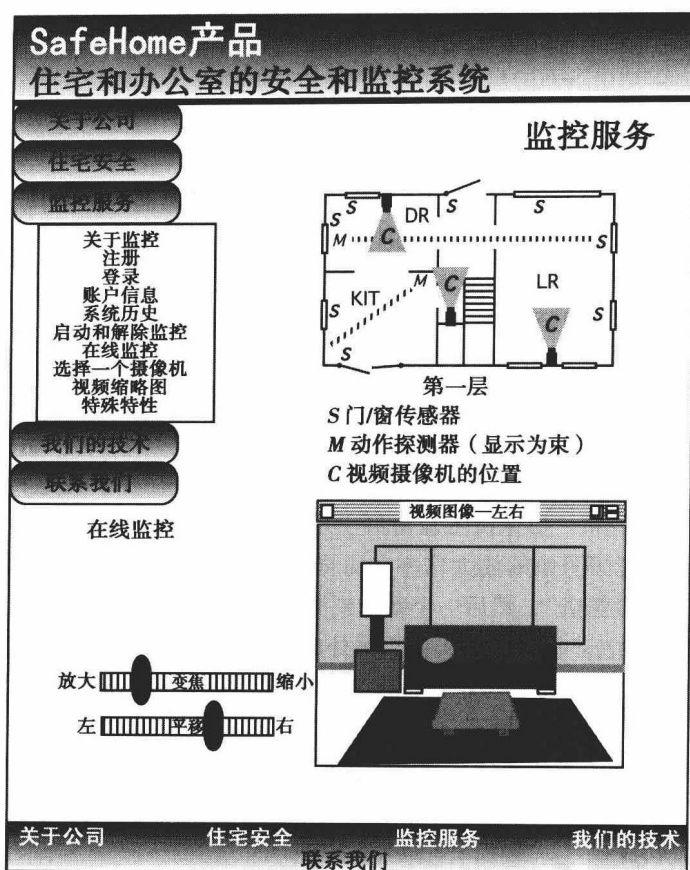 SafeHome产品
住宅和办公室的安全和监控系统
关于公司
住宅安全
监控服务
关于监控
注册
登录
账户信息
系统历史
启动和解除监控
在线监控
选择一个摄像机
视频缩略图
特殊特性
我们的技术
联系我们
在线监控
放大 变焦 缩小
左 平移 右
监控服务
S S DR S S
S M C S
KIT M C LR
S C S
S
第一层
S 门/窗传感器
M 动作探测器（显示为束）
C 视频摄像机的位置
视频图像—左右
关于公司 住宅安全 监控服务 我们的技术
联系我们